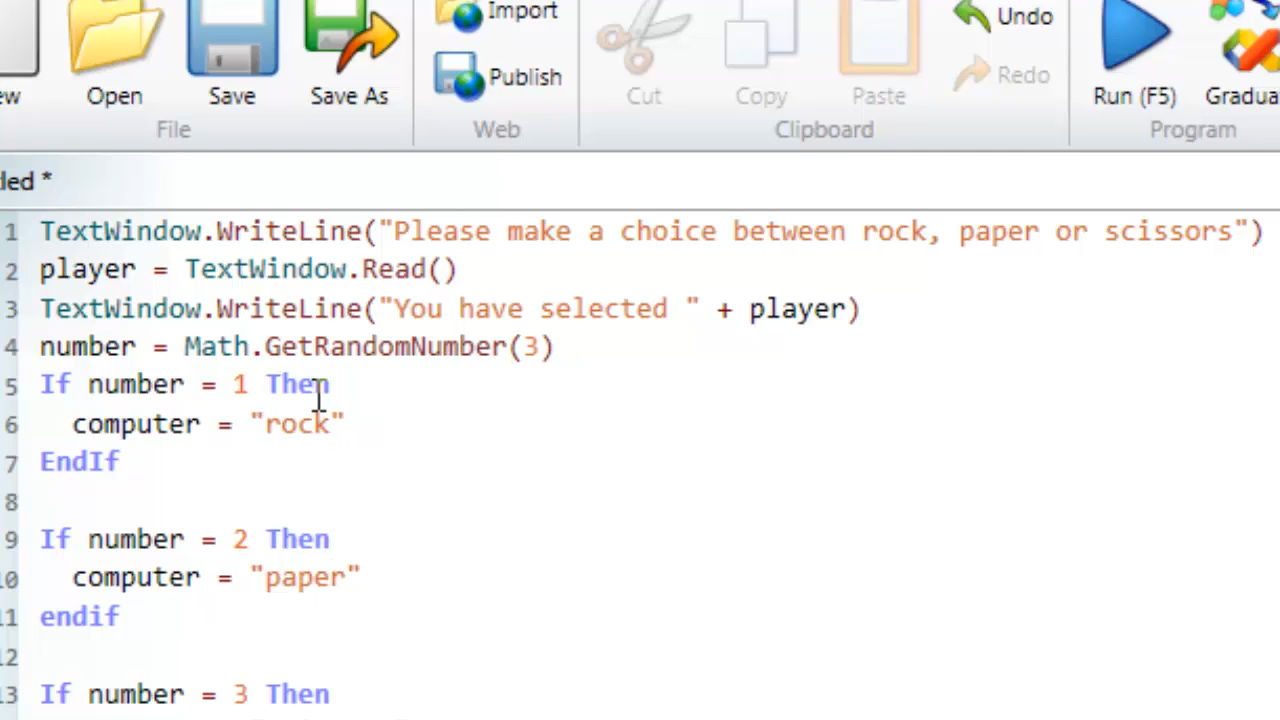 Import
Publish
Open
Save
Save As
Cut
Copy
Paste
Undo
Redo
Run (F5)
File
Web
Clipboard
Program
1 TextWindow.WriteLine("Please make a choice between rock, paper or scissors")
2 player = TextWindow.Read()
3 TextWindow.WriteLine("You have selected " + player)
4 number = Math.GetRandomNumber(3)
5 If number = 1 Then
6 computer = "rock"
7 EndIf
8
9 If number = 2 Then
10 computer = "paper"
11 endif
12
13 If number = 3 Then